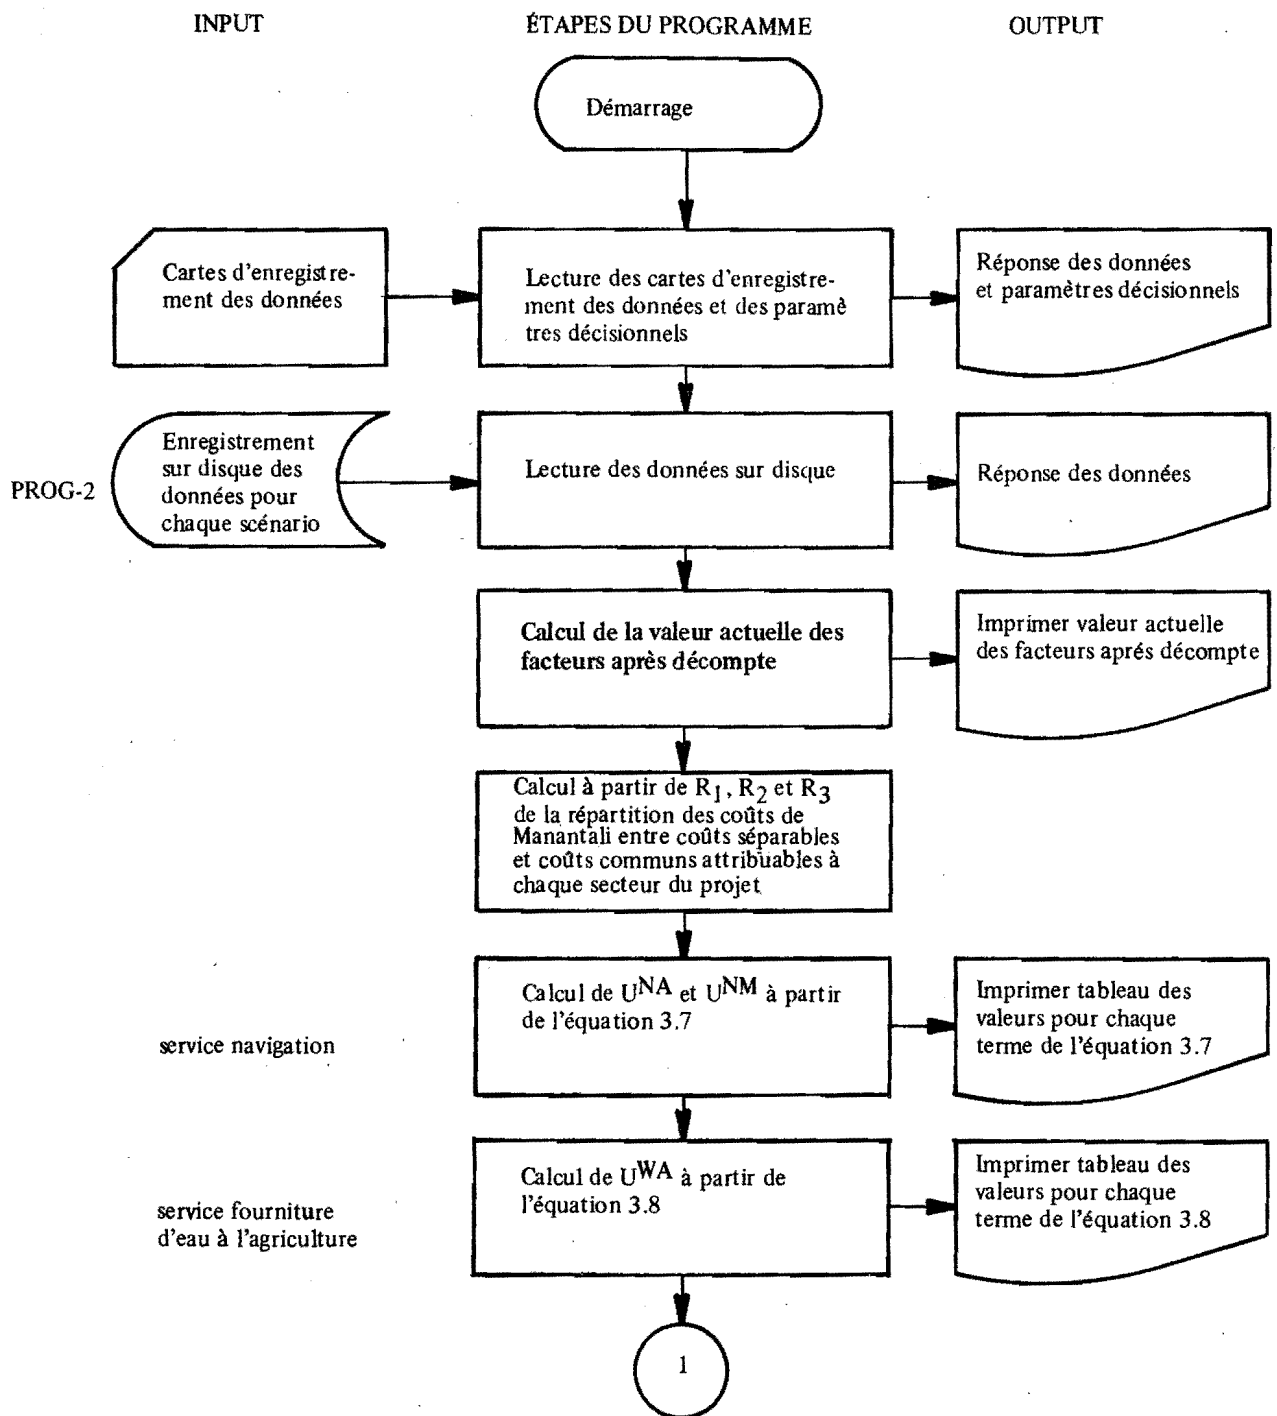 INPUT
ÉTAPES DU PROGRAMME
OUTPUT
Démarrage
Cartes d'enregistre-
ment des données
Lecture des cartes d'enregistre-
ment des données et des paramè
tres décisionnels
Réponse des données
et paramètres décisionnels
PROG-2
Enregistrement
sur disque des
données pour
chaque scénario
Lecture des données sur disque
Réponse des données
Calcul de la valeur actuelle des
facteurs après décompte
Imprimer valeur actuelle
des facteurs aprés décompte
Calcul à partir de R1, R2 et R3
de la répartition des coûts de
Manantali entre coûts séparables
et coûts communs attribuables à
chaque secteur du projet
service navigation
Calcul de U^NA et U^NM à partir
de l'équation 3.7
Imprimer tableau des
valeurs pour chaque
terme de l'équation 3.7
service fourniture
d'eau à l'agriculture
Calcul de U^WA à partir de
l'équation 3.8
Imprimer tableau des
valeurs pour chaque
terme de l'équation 3.8
1